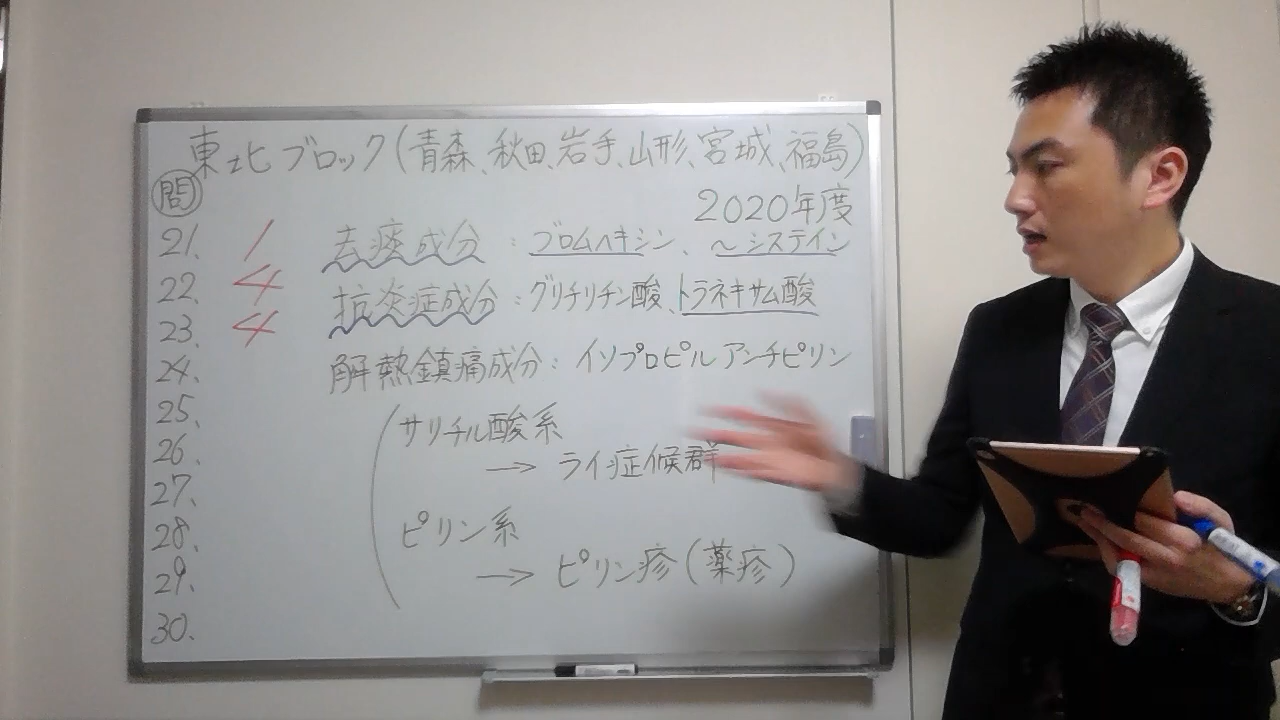 東北ブロック(青森、秋田、岩手、山形、宮城、福島)
問
2020年度
21. 1 去痰成分:ブロムヘキシン、~システイン
22. 4 抗炎症成分:グリチリチン酸、トラネキサム酸
23. 4
24. 解熱鎮痛成分:イソプロピルアンチピリン
25. サリチル酸系
26. → ライ症候群
27.
28. ピリン系
29. → ピリン疹(薬疹)
30.